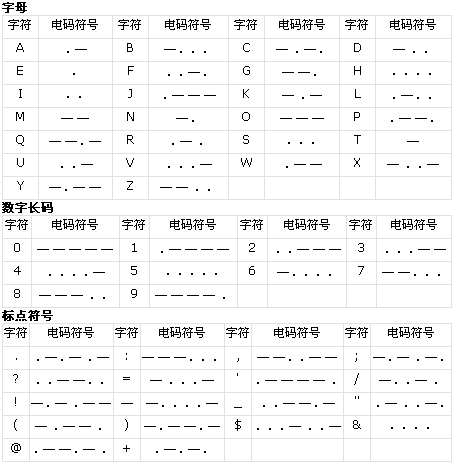 字母
字符 电码符号 字符 电码符号 字符 电码符号 字符 电码符号
A .— B —... C —.—. D —..
E . F ..—. G ——. H ....
I .. J .——— K —.— L .—..
M —— N —. O ——— P .——.
Q ——.— R .—. S ... T —
U ..— V ...— W .—— X —..—
Y —.—— Z ——..
数字长码
字符 电码符号 字符 电码符号 字符 电码符号 字符 电码符号
0 ————— 1 .———— 2 ..——— 3 ...——
4 ....— 5 ..... 6 —.... 7 ——...
8 ———.. 9 ————.
标点符号
字符 电码符号 字符 电码符号 字符 电码符号 字符 电码符号
. .—.—.— : ———... , ——..—— ; —.—.—.
? ..——.. = —...— ' .————. / —..—.
! —.—.—— — —....— _ ..——.— " .—..—.
( —.——. ) —.——.— $ ...—..— & ....
@ .——.—. + .—.—.